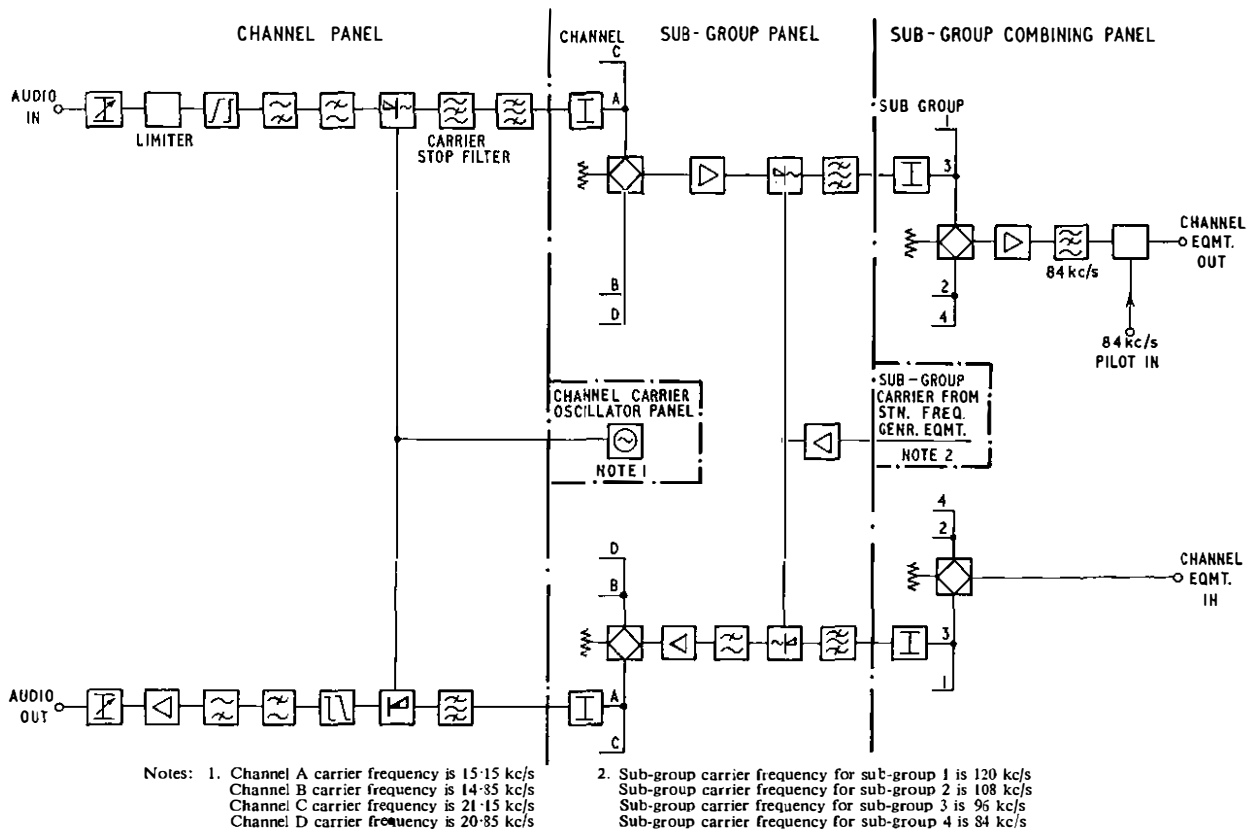 CHANNEL PANEL
CHANNEL
SUB-GROUP PANEL
SUB-GROUP COMBINING PANEL
C
AUDIO
IN
LIMITER
CARRIER
STOP FILTER
A
B
D
SUB GROUP
1
3
2
4
84 kc/s
CHANNEL
EQMT.
OUT
84 kc/s
PILOT IN
CHANNEL CARRIER
OSCILLATOR PANEL
NOTE 1
SUB-GROUP
CARRIER FROM
STN. FREQ.
GENR. EQMT.
NOTE 2
D
B
A
C
4
2
3
1
CHANNEL
EQMT.
IN
AUDIO
OUT
Notes: 1. Channel A carrier frequency is 15·15 kc/s
Channel B carrier frequency is 14·85 kc/s
Channel C carrier frequency is 21·15 kc/s
Channel D carrier frequency is 20·85 kc/s
2. Sub-group carrier frequency for sub-group 1 is 120 kc/s
Sub-group carrier frequency for sub-group 2 is 108 kc/s
Sub-group carrier frequency for sub-group 3 is 96 kc/s
Sub-group carrier frequency for sub-group 4 is 84 kc/s